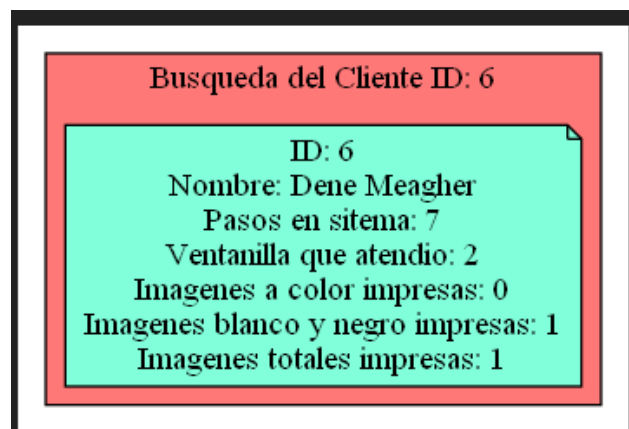 Busqueda del Cliente ID: 6
ID: 6
Nombre: Dene Meagher
Pasos en sitema: 7
Ventanilla que atendio: 2
Imagenes a color impresas: 0
Imagenes blanco y negro impresas: 1
Imagenes totales impresas: 1